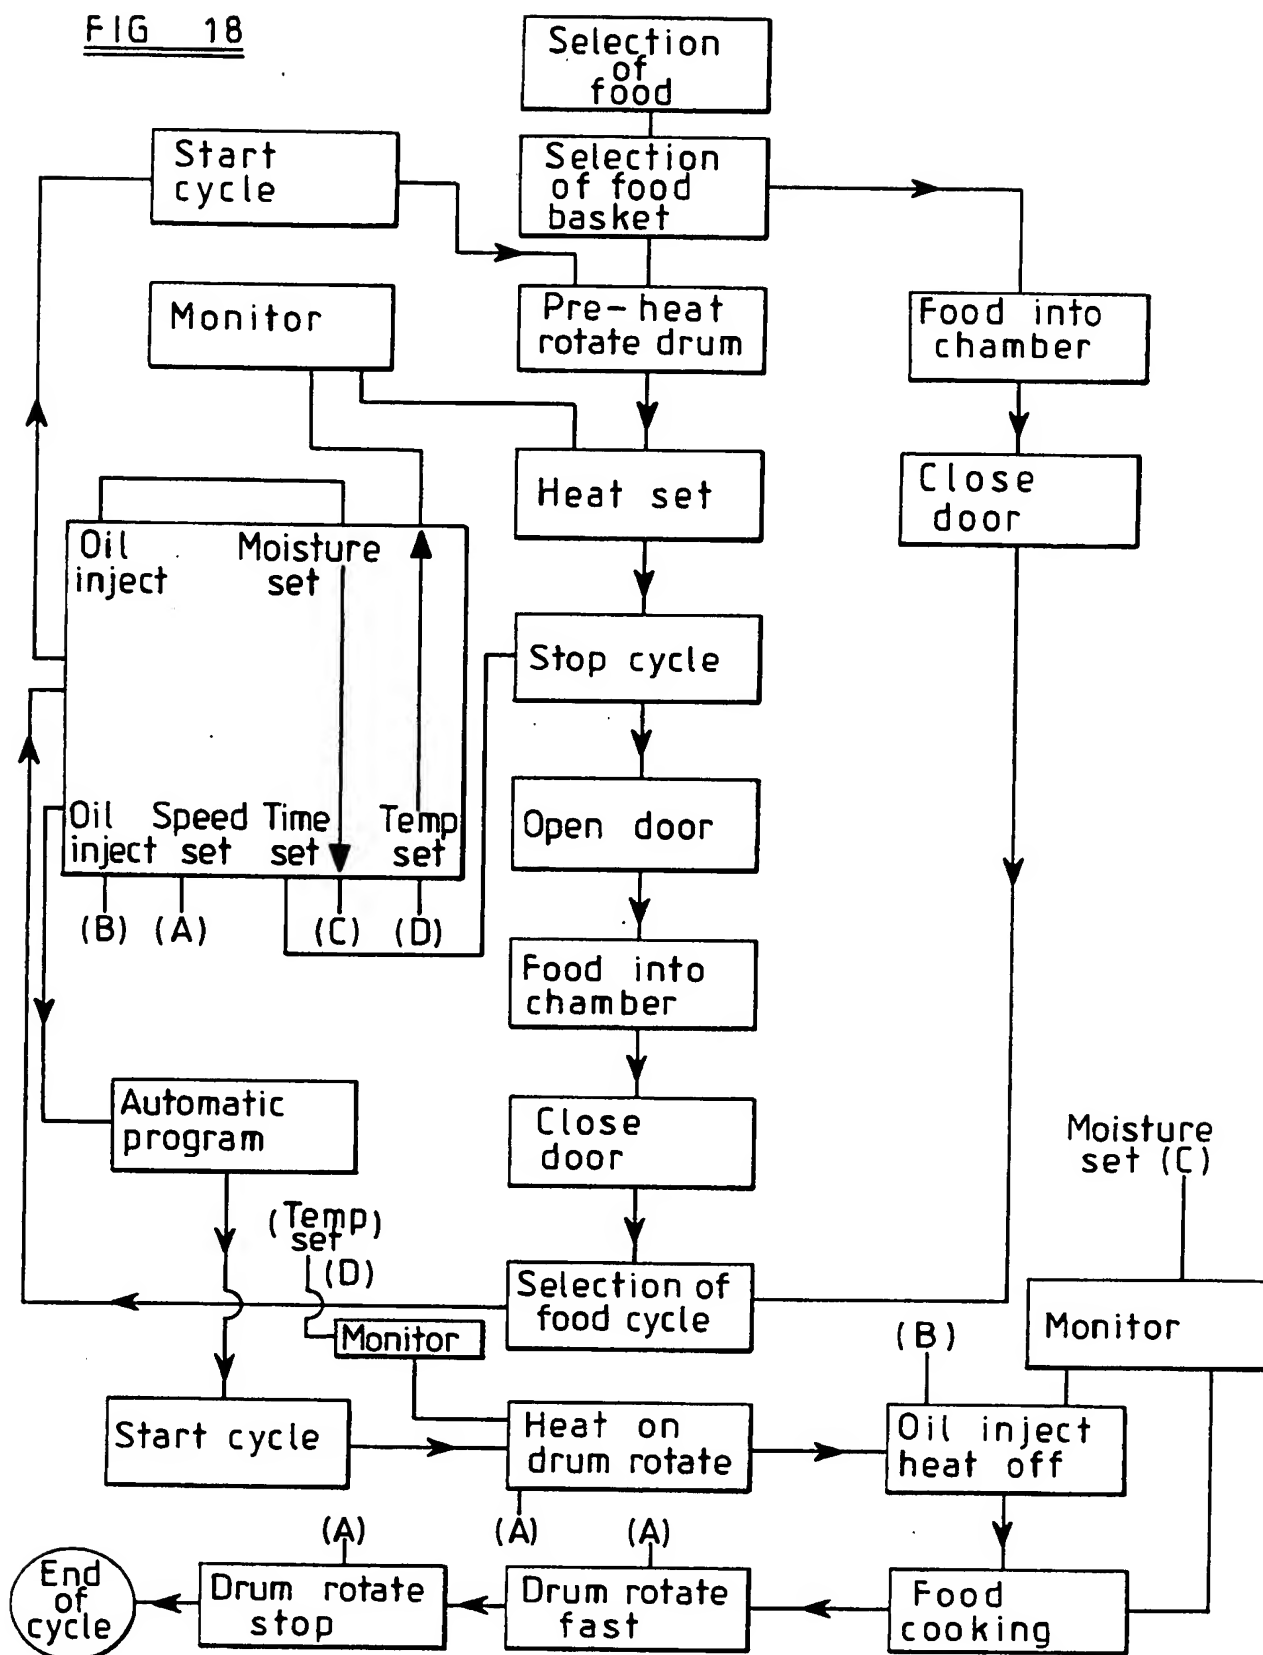 FIG 18
Selection
of
food
Start
cycle
Selection
of food
basket
Monitor
Pre-heat
rotate drum
Food into
chamber
Heat set
Close
door
Oil
inject
Moisture
set
Stop cycle
Oil
inject
Speed
set
Time
set
Temp
set
(B) (A) (C) (D)
Open door
Food into
chamber
Automatic
program
Close
door
Moisture
set (C)
(Temp)
set
(D)
Selection of
food cycle
Monitor
Monitor
(B)
Start cycle
Heat on
drum rotate
Oil inject
heat off
(A)
(A)
(A)
End
of
cycle
Drum rotate
stop
Drum rotate
fast
Food
cooking